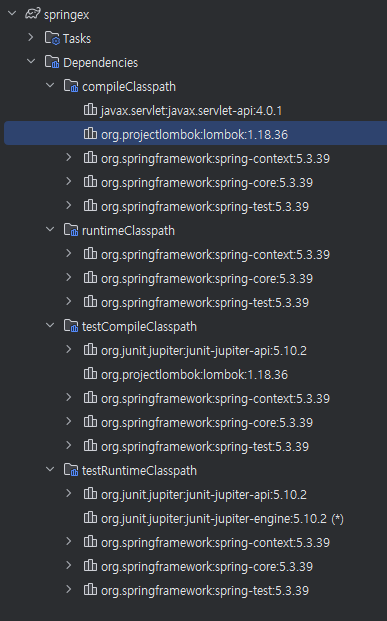 springex
Tasks
Dependencies
compileClasspath
javax.servlet:javax.servlet-api:4.0.1
org.projectlombok:lombok:1.18.36
org.springframework:spring-context:5.3.39
org.springframework:spring-core:5.3.39
org.springframework:spring-test:5.3.39
runtimeClasspath
org.springframework:spring-context:5.3.39
org.springframework:spring-core:5.3.39
org.springframework:spring-test:5.3.39
testCompileClasspath
org.junit.jupiter:junit-jupiter-api:5.10.2
org.projectlombok:lombok:1.18.36
org.springframework:spring-context:5.3.39
org.springframework:spring-core:5.3.39
org.springframework:spring-test:5.3.39
testRuntimeClasspath
org.junit.jupiter:junit-jupiter-api:5.10.2
org.junit.jupiter:junit-jupiter-engine:5.10.2 (*)
org.springframework:spring-context:5.3.39
org.springframework:spring-core:5.3.39
org.springframework:spring-test:5.3.39